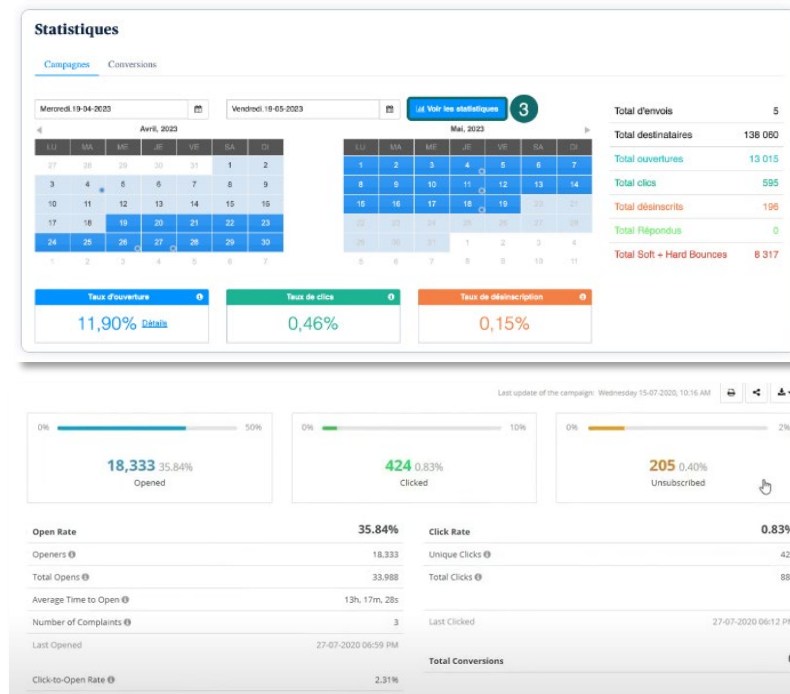 Statistiques
Campagnes Conversions
Mercredi.19-04-2023 Vendredi.19-05-2023 Voir les statistiques 3
Avril, 2023
LU MA ME JE VE SA DI
27 28 29 30 31 1 2
3 4 5 6 7 8 9
10 11 12 13 14 15 16
17 18 19 20 21 22 23
24 25 26 27 28 29 30
1 2 3 4 5 6 7
Mai, 2023
LU MA ME JE VE SA DI
1 2 3 4 5 6 7
8 9 10 11 12 13 14
15 16 17 18 19 20 21
22 23 24 25 26 27 28
29 30 31 1 2 3 4
5 6 7 8 9 10 11
Total d'envois 5
Total destinataires 138 060
Total ouvertures 13 015
Total clics 595
Total désinscrits 196
Total Répondus 0
Total Soft + Hard Bounces 8 317
Taux d'ouverture
11,90% Détails
Taux de clics
0,46%
Taux de désinscription
0,15%
Last update of the campaign: Wednesday 15-07-2020, 10:16 AM
0% 50%
18,333 35.84%
Opened
0% 10%
424 0.83%
Clicked
0% 2%
205 0.40%
Unsubscribed
Open Rate 35.84%
Openers 18,333
Total Opens 33,988
Average Time to Open 13h, 17m, 28s
Number of Complaints 3
Last Opened 27-07-2020 06:59 PM
Click-to-Open Rate 2.31%
Click Rate 0.83%
Unique Clicks 42
Total Clicks 88
Last Clicked 27-07-2020 06:12 PM
Total Conversions